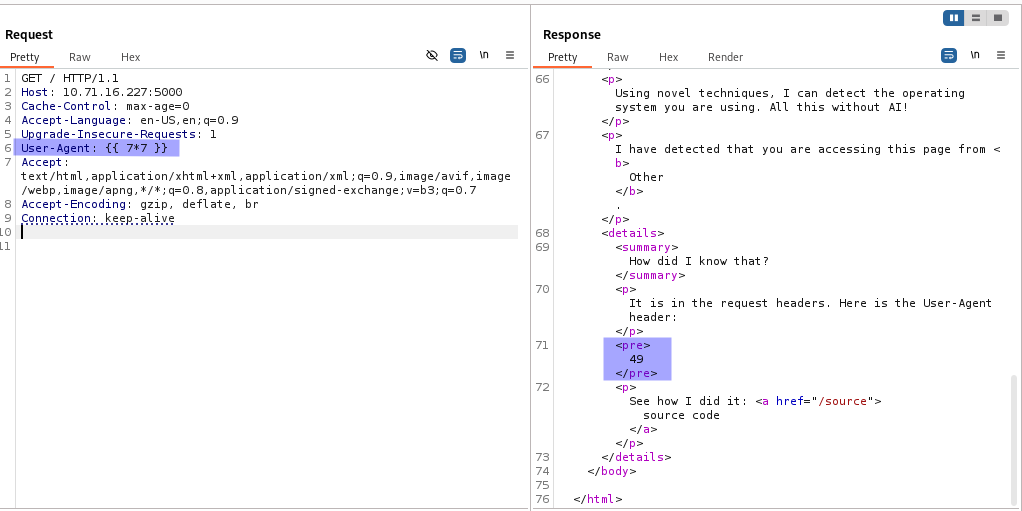 Request
Pretty Raw Hex
\n
1 GET / HTTP/1.1
2 Host: 10.71.16.227:5000
3 Cache-Control: max-age=0
4 Accept-Language: en-US,en;q=0.9
5 Upgrade-Insecure-Requests: 1
6 User-Agent: {{ 7*7 }}
7 Accept:
text/html,application/xhtml+xml,application/xml;q=0.9,image/avif,image
/webp,image/apng,*/*;q=0.8,application/signed-exchange;v=b3;q=0.7
8 Accept-Encoding: gzip, deflate, br
9 Connection: keep-alive
10
11
Response
Pretty Raw Hex Render
\n
66 <p>
Using novel techniques, I can detect the operating
system you are using. All this without AI!
</p>
67 <p>
I have detected that you are accessing this page from <
b>
Other
</b>
.
</p>
68 <details>
69 <summary>
How did I know that?
</summary>
70 <p>
It is in the request headers. Here is the User-Agent
header:
</p>
71 <pre>
49
</pre>
72 <p>
See how I did it: <a href="/source">
source code
</a>
</p>
73 </details>
74 </body>
75
76 </html>